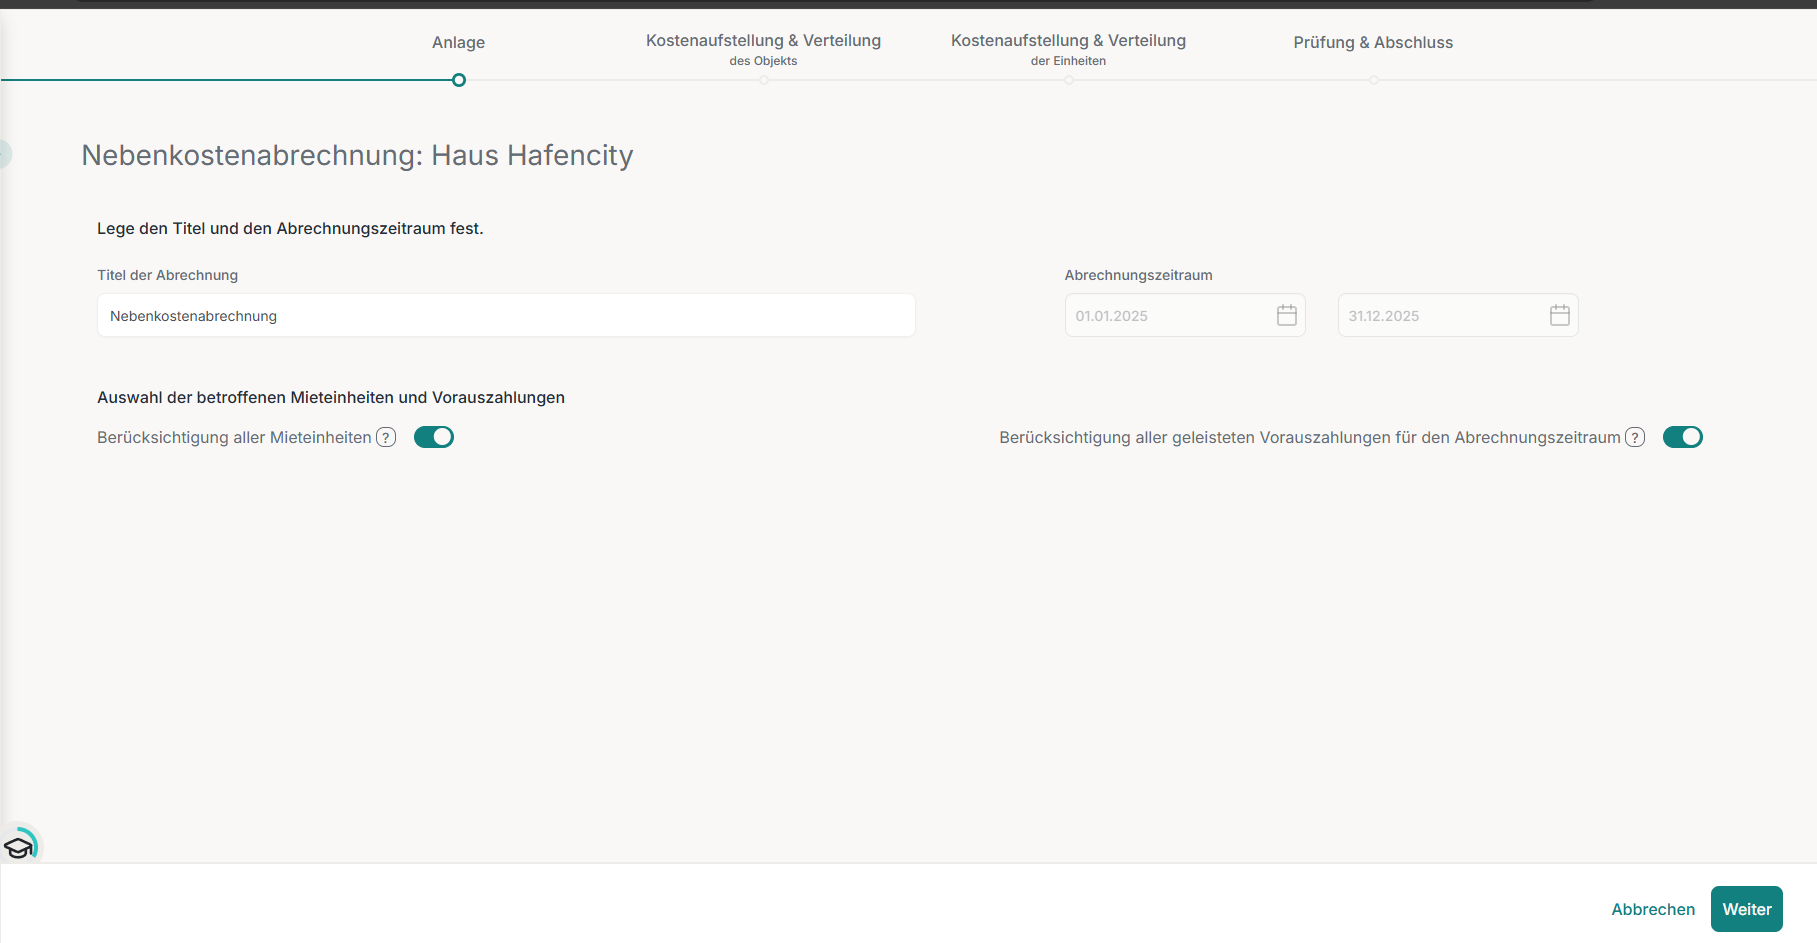 Anlage
Kostenaufstellung & Verteilung
des Objekts
Kostenaufstellung & Verteilung
der Einheiten
Prüfung & Abschluss
Nebenkostenabrechnung: Haus Hafencity
Lege den Titel und den Abrechnungszeitraum fest.
Titel der Abrechnung
Nebenkostenabrechnung
Abrechnungszeitraum
01.01.2025
31.12.2025
Auswahl der betroffenen Mieteinheiten und Vorauszahlungen
Berücksichtigung aller Mieteinheiten ?
Berücksichtigung aller geleisteten Vorauszahlungen für den Abrechnungszeitraum ?
Abbrechen
Weiter